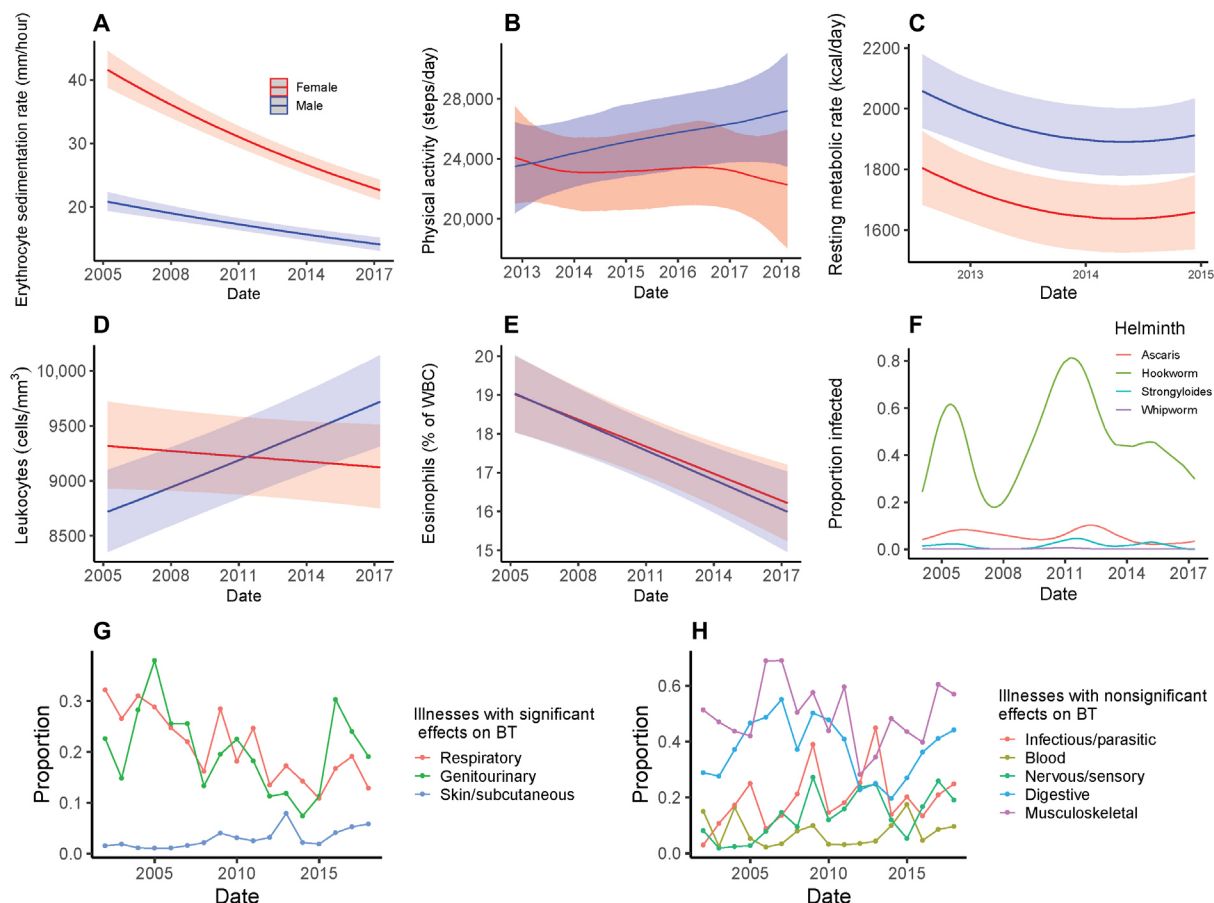 A
Erythrocyte sedimentation rate (mm/hour)
40
30
20
Female
Male
2005 2008 2011 2014 2017
Date
B
Physical activity (steps/day)
28,000
24,000
20,000
2013 2014 2015 2016 2017 2018
Date
C
Resting metabolic rate (kcal/day)
2200
2000
1800
1600
2013 2014 2015
Date
D
Leukocytes (cells/mm³)
10,000
9500
9000
8500
2005 2008 2011 2014 2017
Date
E
Eosinophils (% of WBC)
20
19
18
17
16
15
2005 2008 2011 2014 2017
Date
F
Proportion infected
0.8
0.6
0.4
0.2
0.0
Helminth
Ascaris
Hookworm
Strongyloides
Whipworm
2005 2008 2011 2014 2017
Date
G
Proportion
0.3
0.2
0.1
0.0
2005 2010 2015
Date
Illnesses with significant
effects on BT
Respiratory
Genitourinary
Skin/subcutaneous
H
Proportion
0.6
0.4
0.2
0.0
2005 2010 2015
Date
Illnesses with nonsignificant
effects on BT
Infectious/parasitic
Blood
Nervous/sensory
Digestive
Musculoskeletal